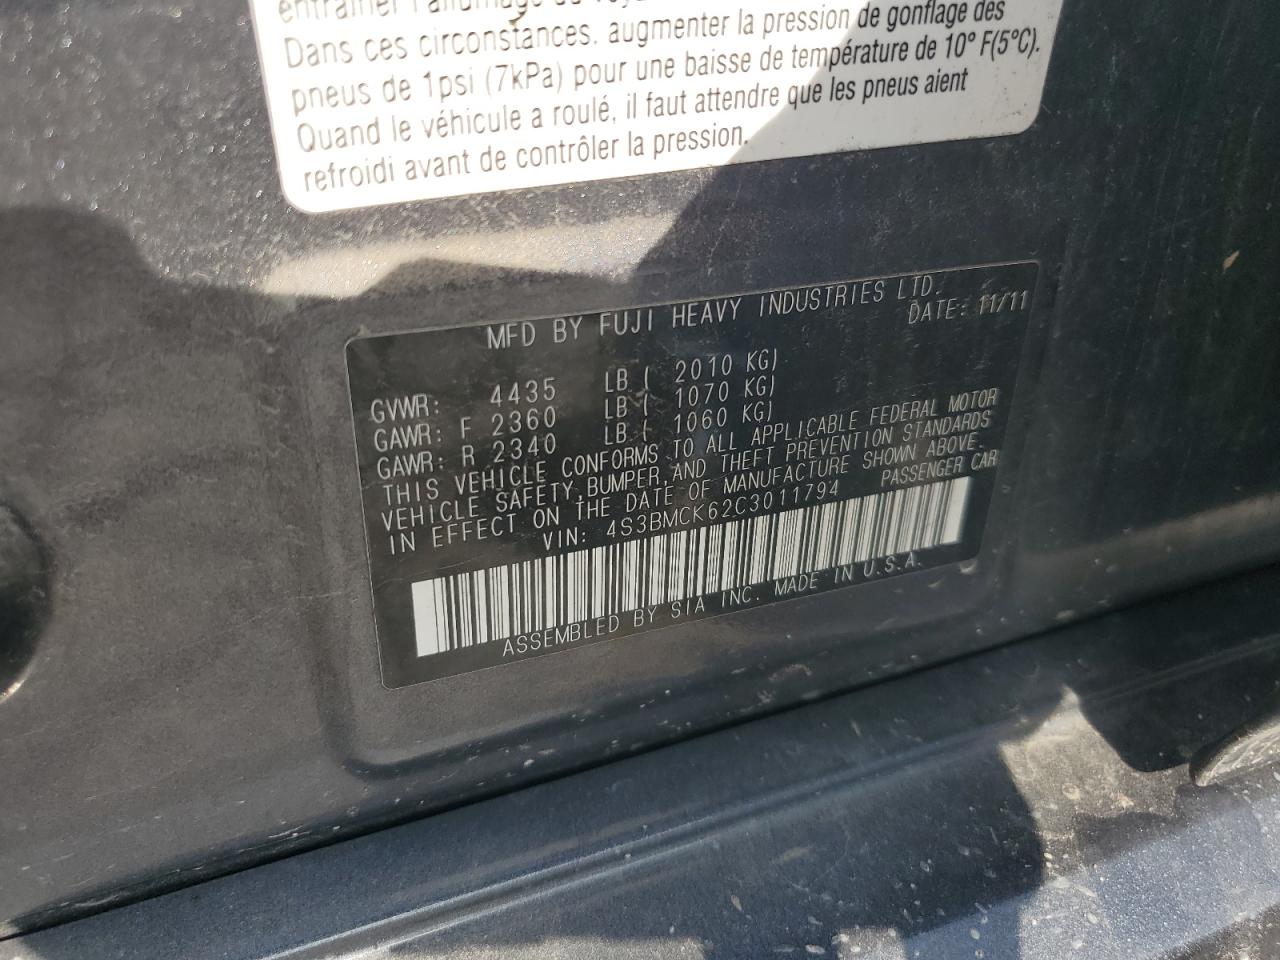 entraîner l'allumage
Dans ces circonstances. augmenter la pression de gonflage des
pneus de 1psi (7kPa) pour une baisse de température de 10° F(5°C).
Quand le véhicule a roulé, il faut attendre que les pneus aient
refroidi avant de contrôler la pression.
MFD BY FUJI HEAVY INDUSTRIES LTD.
DATE: 11/11
GVWR: 4435 LB ( 2010 KG)
GAWR: F 2360 LB ( 1070 KG)
GAWR: R 2340 LB ( 1060 KG)
THIS VEHICLE CONFORMS TO ALL APPLICABLE FEDERAL MOTOR
VEHICLE SAFETY, BUMPER, AND THEFT PREVENTION STANDARDS
IN EFFECT ON THE DATE OF MANUFACTURE SHOWN ABOVE.
VIN: 4S3BMCK62C3011794 PASSENGER CAR
ASSEMBLED BY SIA INC. MADE IN U.S.A.